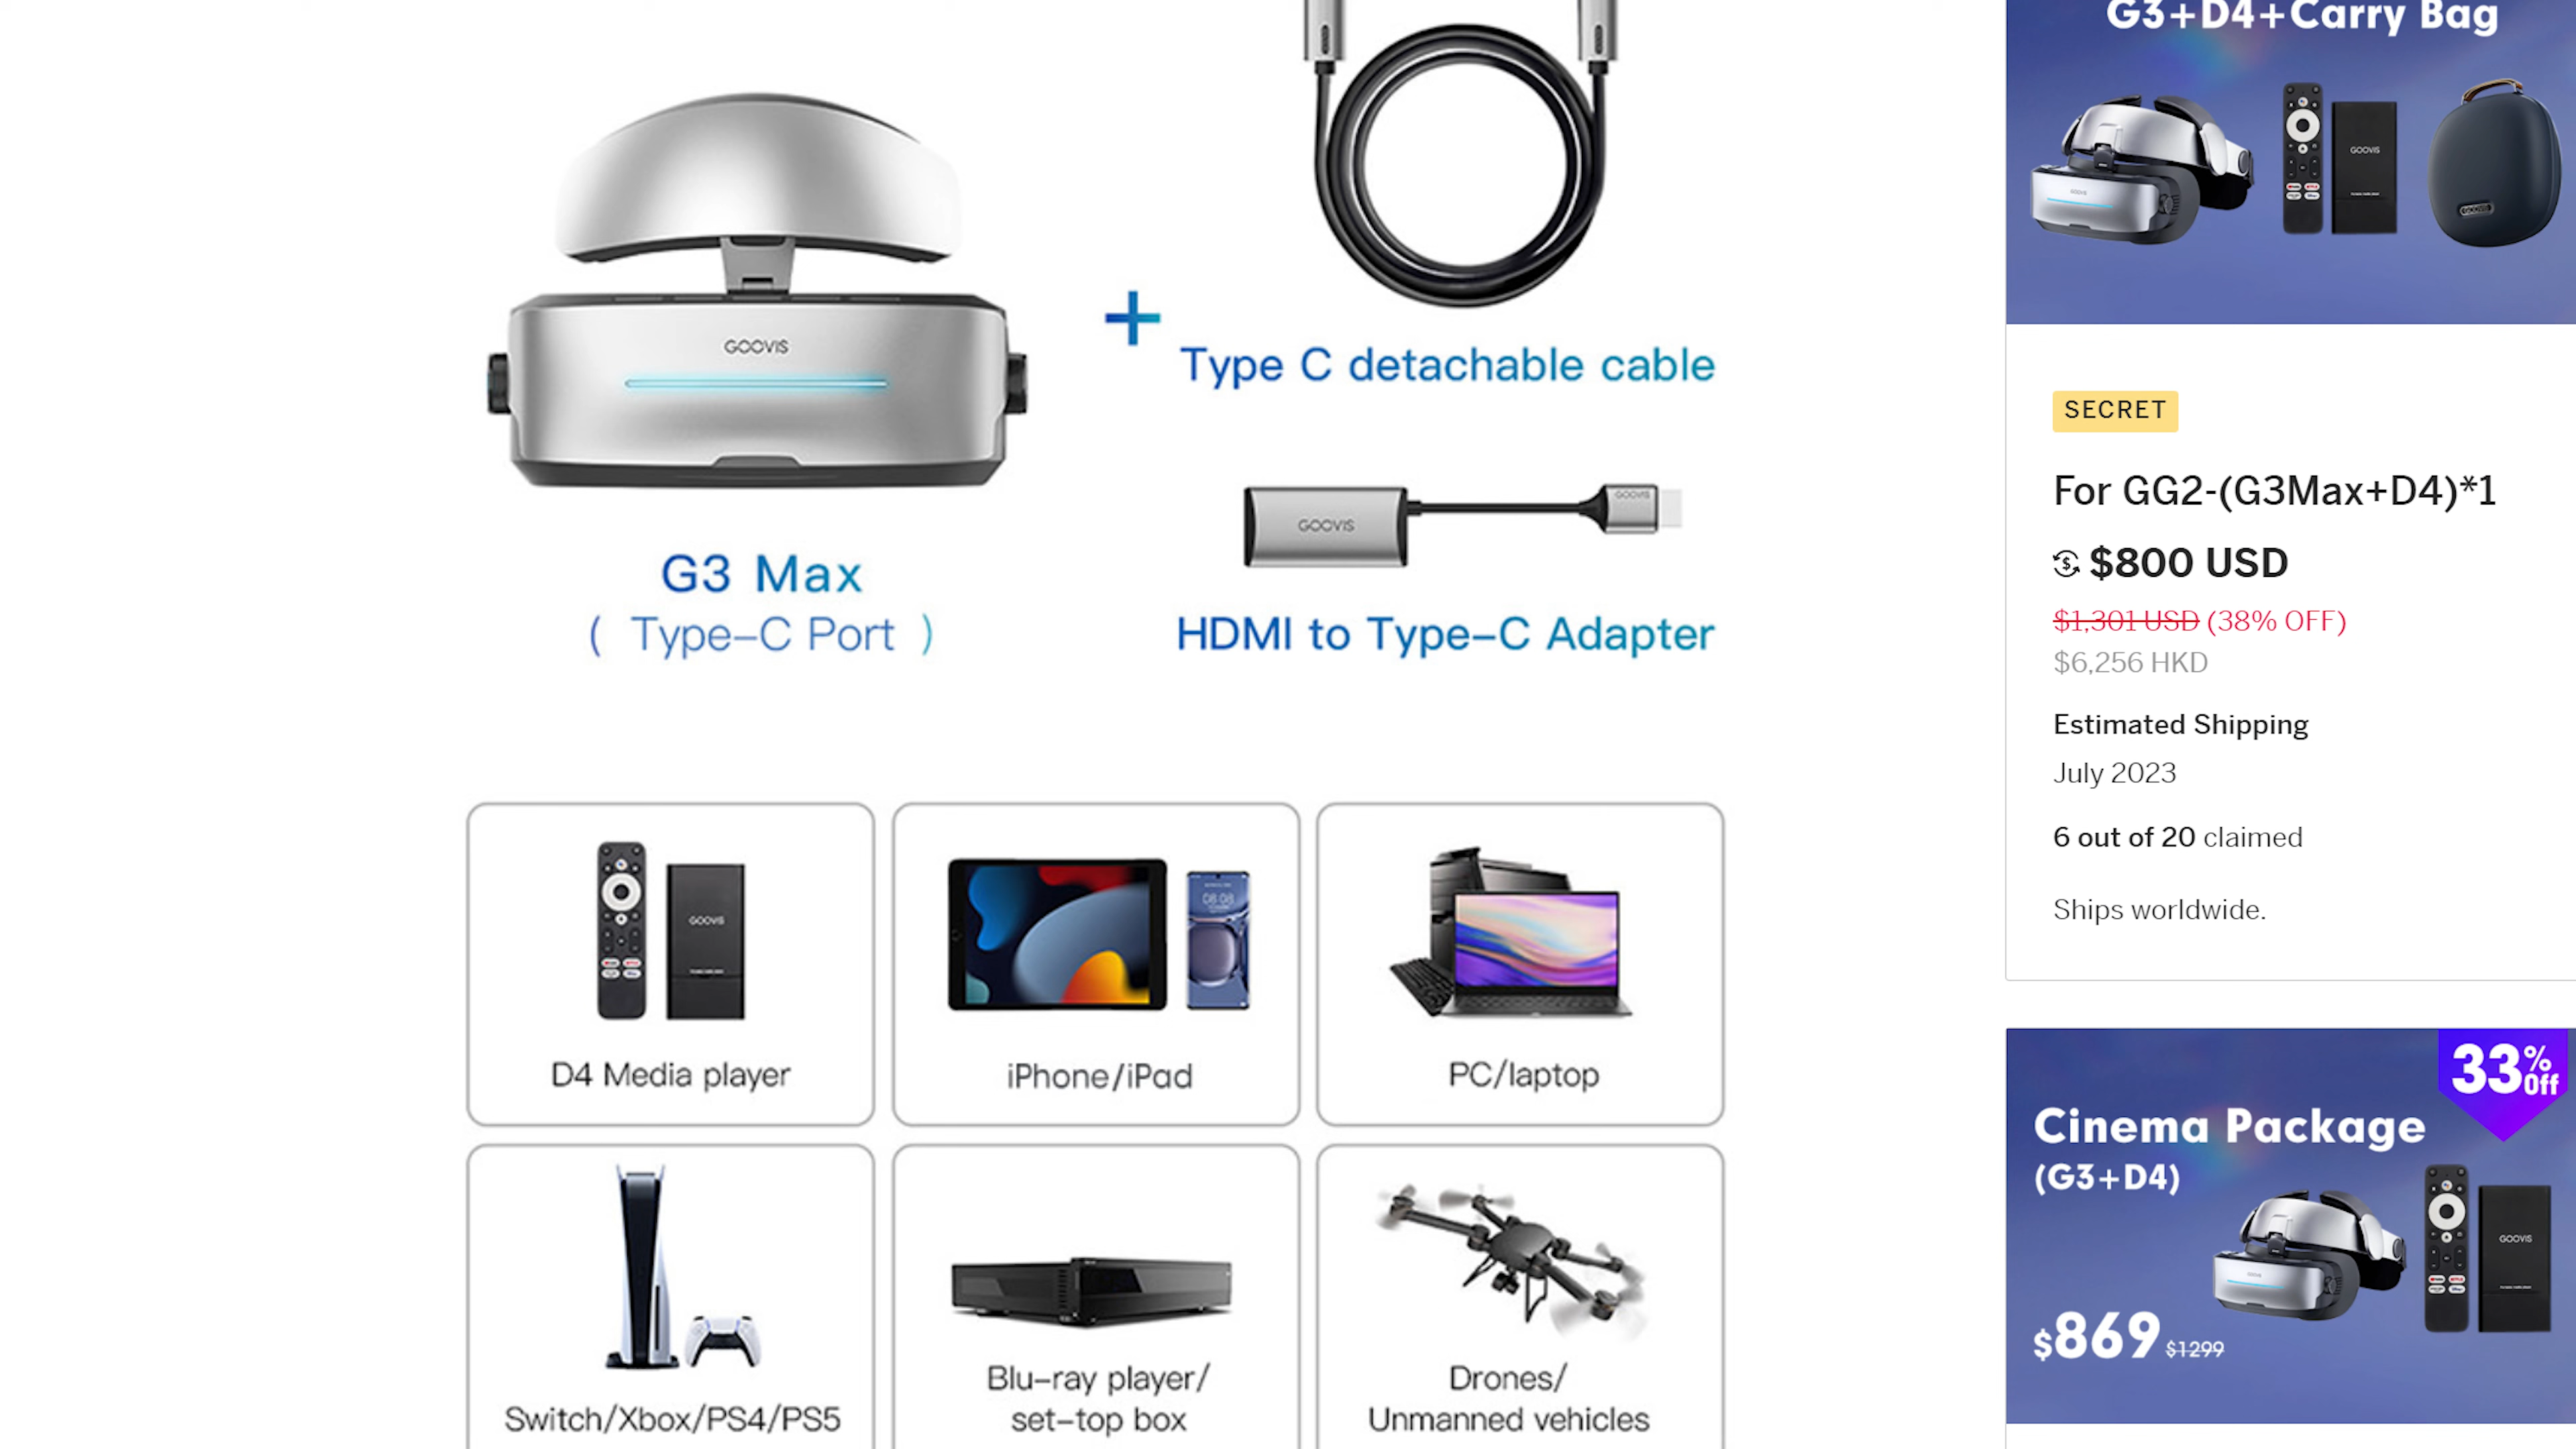 GOOVIS
G3 Max
( Type-C Port )
+
Type C detachable cable
GOOVIS
GOOVIS
HDMI to Type-C Adapter
GOOVIS
D4 Media player
08:08
iPhone/iPad
PC/laptop
Switch/Xbox/PS4/PS5
Blu-ray player/
set-top box
Drones/
Unmanned vehicles
G3+D4+Carry Bag
GOOVIS
GOOVIS
GOOVIS
SECRET
For GG2-(G3Max+D4)*1
$800 USD
$1,301 USD (38% OFF)
$6,256 HKD
Estimated Shipping
July 2023
6 out of 20 claimed
Ships worldwide.
33% Off
Cinema Package
(G3+D4)
GOOVIS
GOOVIS
$869 $1299